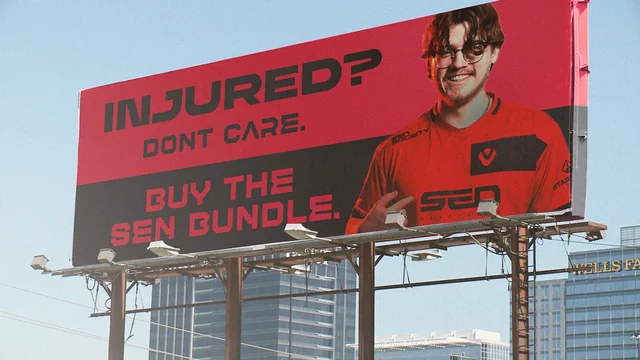 INJURED?
DONT CARE.
BUY THE
SEN BUNDLE.
SEN
WELLS FA